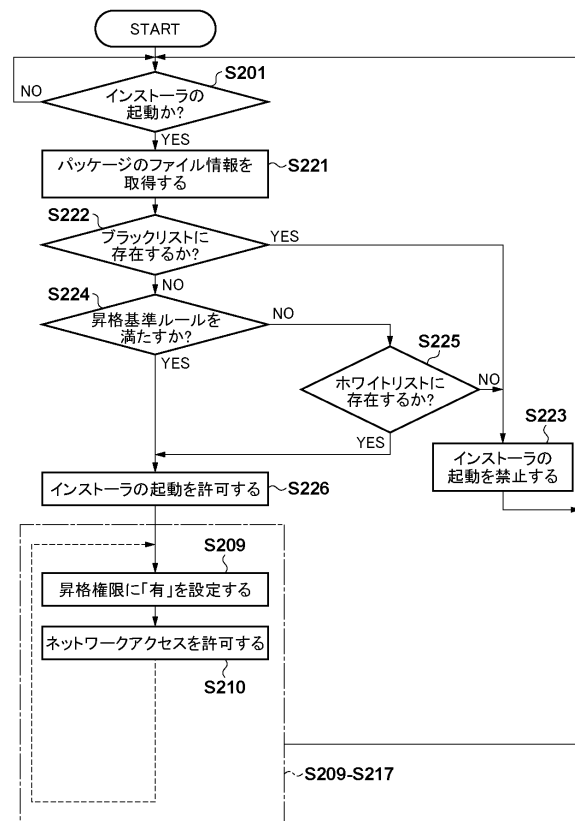 START
S201
インストーラの
起動か?
NO
YES
パッケージのファイル情報を
取得する
S221
S222
ブラックリストに
存在するか?
YES
NO
S224
昇格基準ルールを
満たすか?
NO
YES
S225
ホワイトリストに
存在するか?
NO
YES
S223
インストーラの
起動を禁止する
インストーラの起動を許可する
S226
S209
昇格権限に「有」を設定する
ネットワークアクセスを許可する
S210
S209-S217